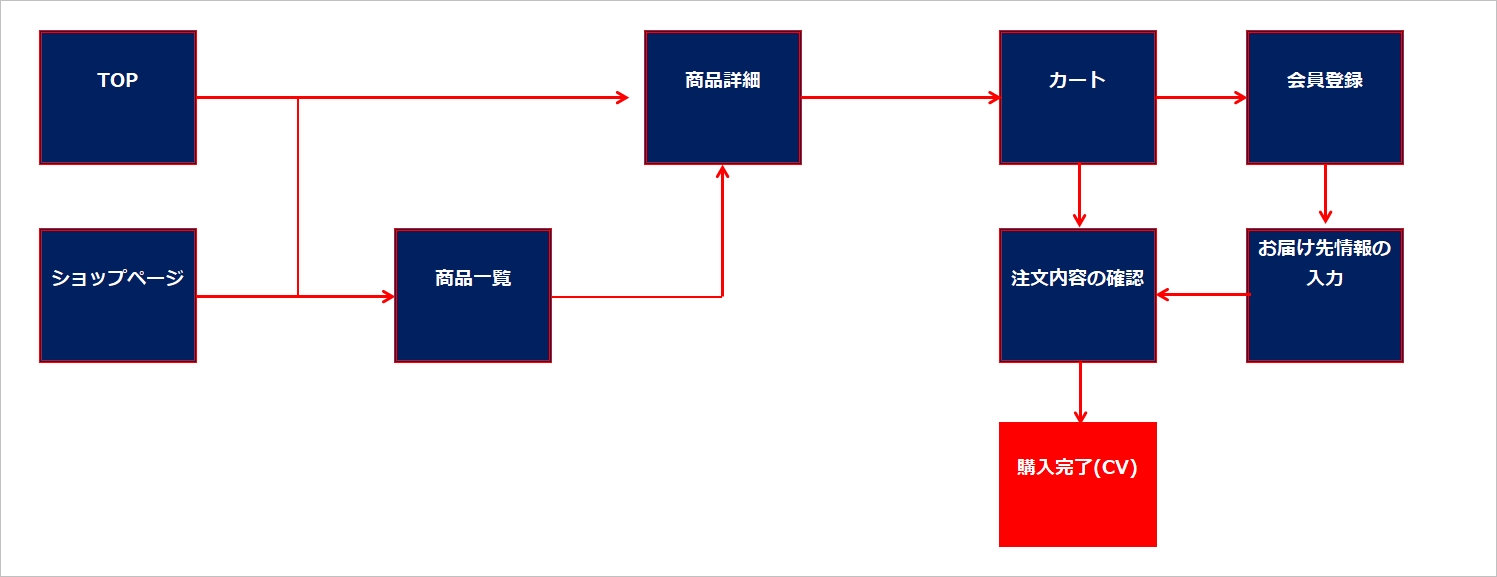 TOP
商品詳細
カート
会員登録
ショップページ
商品一覧
注文内容の確認
お届け先情報の
入力
購入完了(CV)